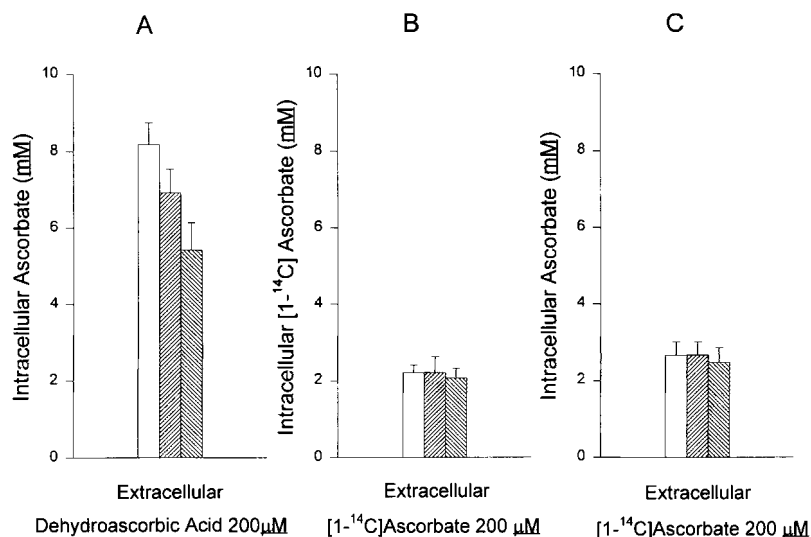 A
B
C
Intracellular Ascorbate (mM)
10
8
6
4
2
0
Extracellular
Dehydroascorbic Acid 200 µM
Intracellular [1-¹⁴C] Ascorbate (mM)
10
8
6
4
2
0
Extracellular
[1-¹⁴C]Ascorbate 200 µM
Intracellular Ascorbate (mM)
10
8
6
4
2
0
Extracellular
[1-¹⁴C]Ascorbate 200 µM